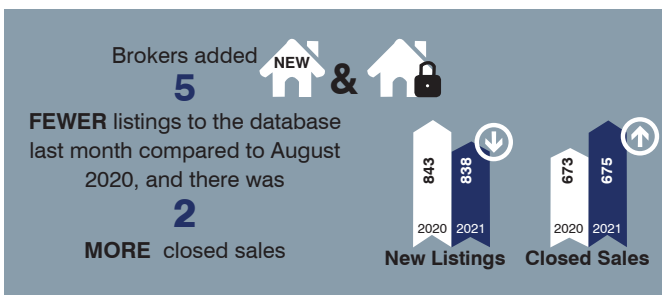 Brokers added
5
FEWER listings to the database
last month compared to August
2020, and there was
2
MORE closed sales
NEW
&
843
838
2020 2021
New Listings
673
675
2020 2021
Closed Sales